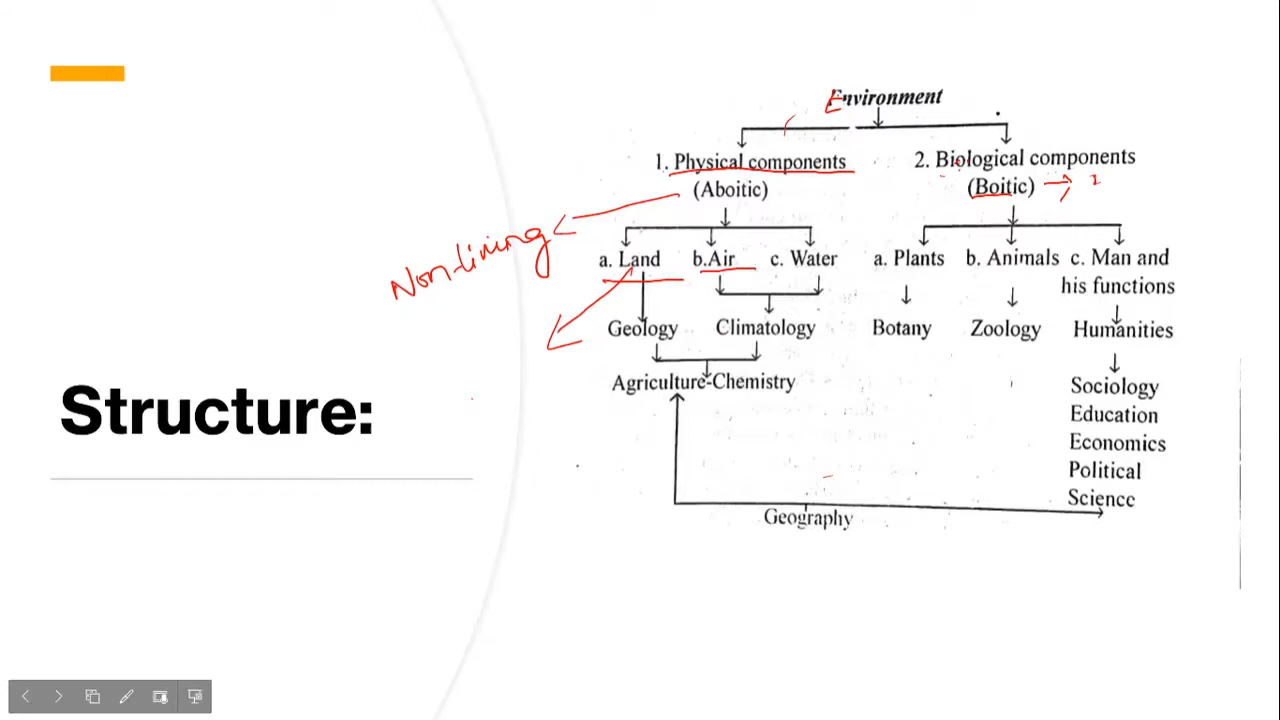 Structure:
Environment
1. Physical components
(Aboitic)
2. Biological components
(Boitic)
Non-living
a. Land
b.Air
c. Water
a. Plants
b. Animals
c. Man and
his functions
Geology
Climatology
Botany
Zoology
Humanities
Agriculture-Chemistry
Sociology
Education
Economics
Political
Science
Geography